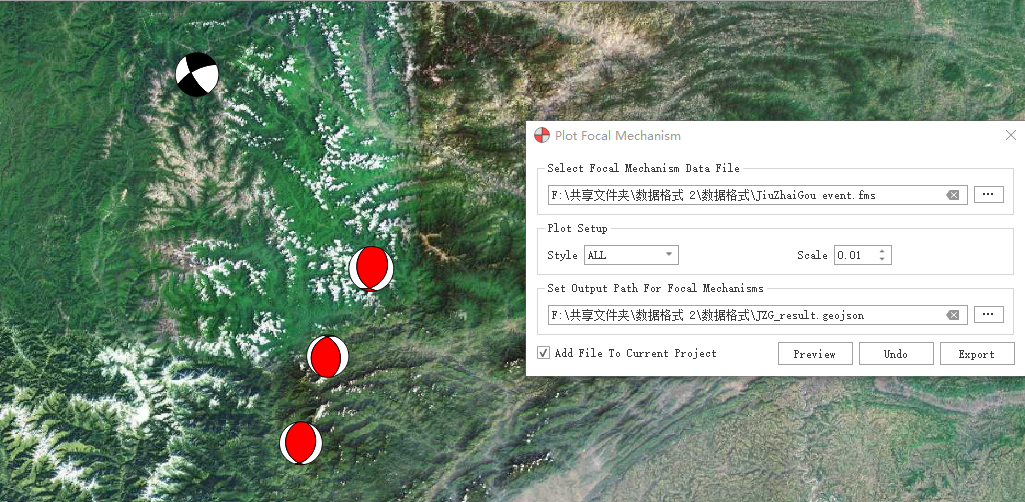 Plot Focal Mechanism
Select Focal Mechanism Data File
F:\共享文件夹\数据格式 2\数据格式\JiuZhaiGou event.fms
...
Plot Setup
Style ALL Scale 0.01
Set Output Path For Focal Mechanisms
F:\共享文件夹\数据格式 2\数据格式\JZG_result.geojson
...
Add File To Current Project Preview Undo Export